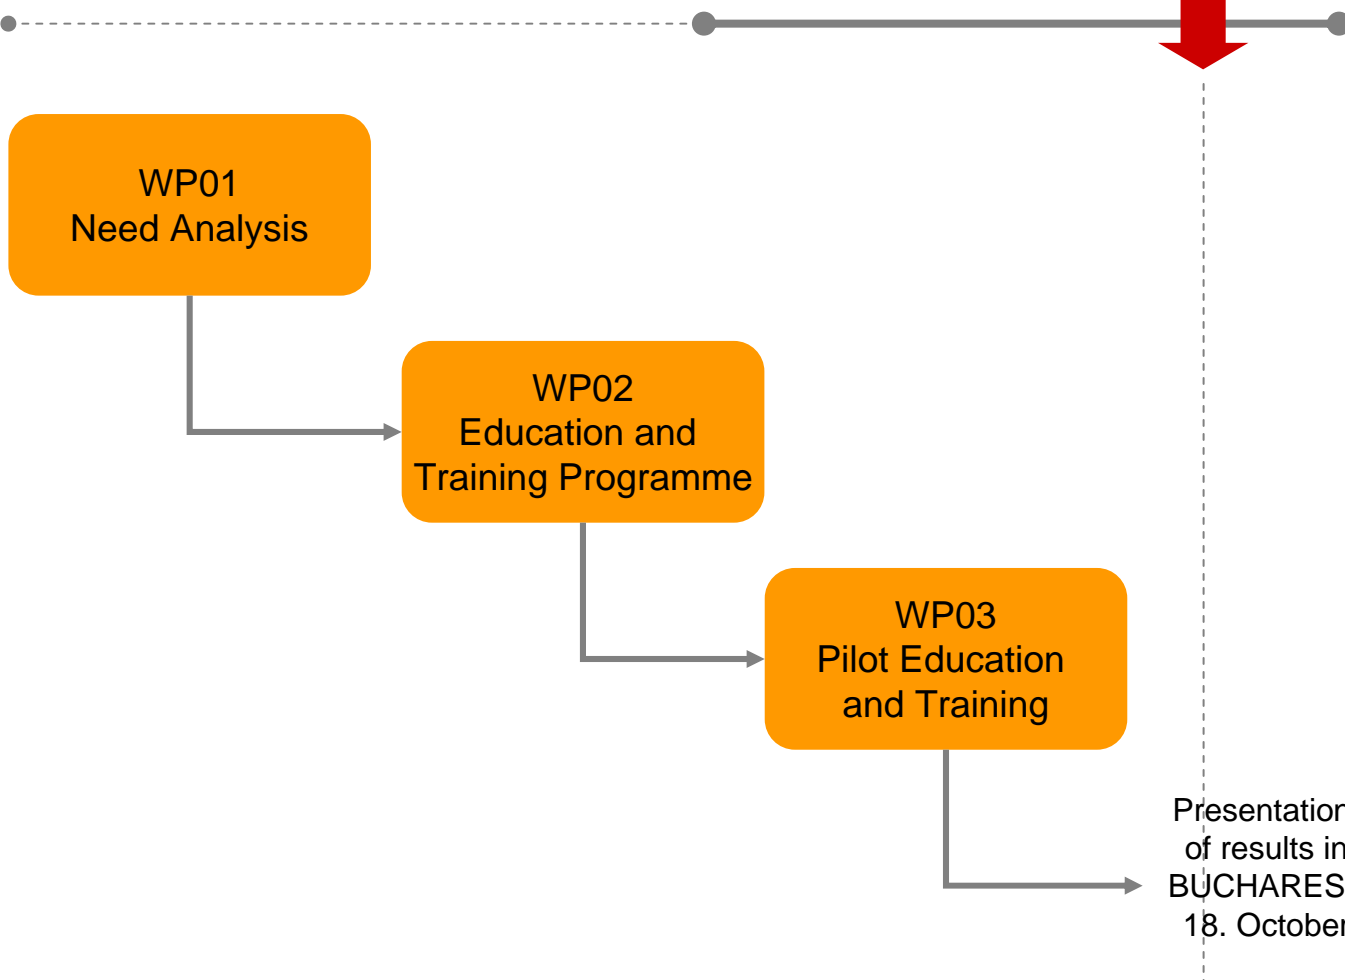 WP01
Need Analysis
WP02
Education and
Training Programme
WP03
Pilot Education
and Training
Presentation
of results in
BUCHARES
18. October